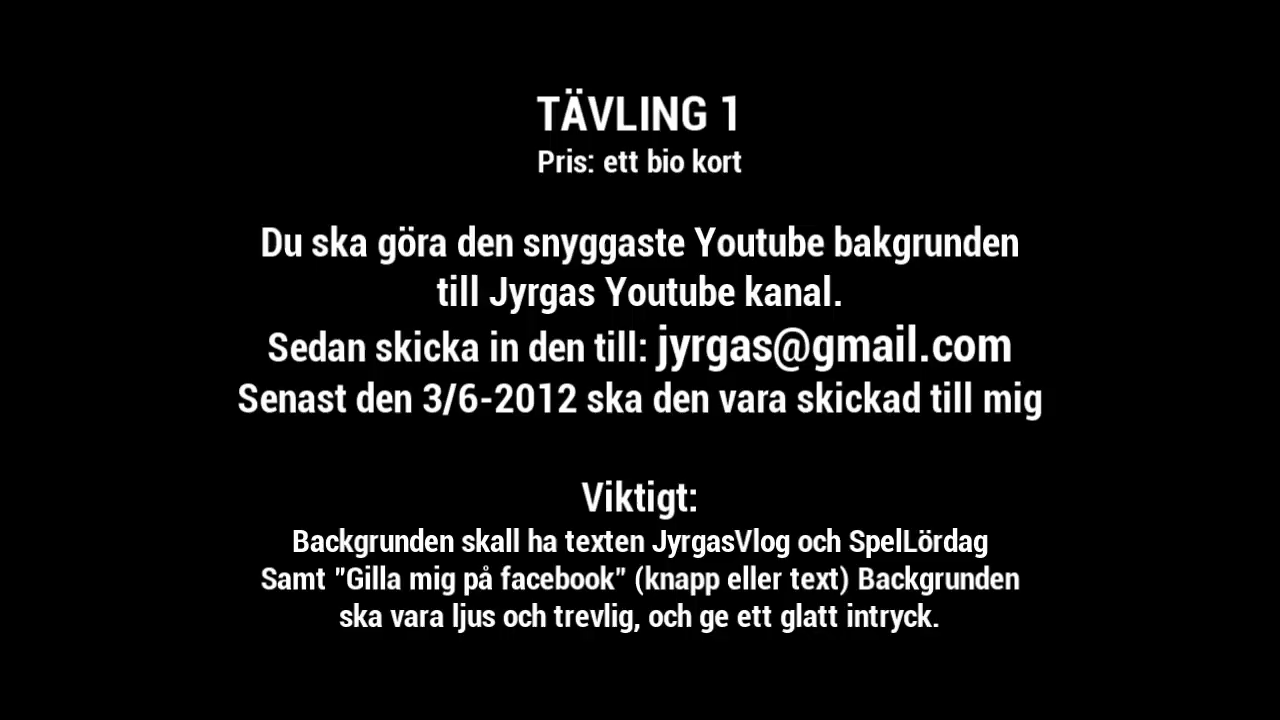 TÄVLING 1
Pris: ett bio kort
Du ska göra den snyggaste Youtube bakgrunden
till Jyrgas Youtube kanal.
Sedan skicka in den till: jyrgas@gmail.com
Senast den 3/6-2012 ska den vara skickad till mig
Viktigt:
Backgrunden skall ha texten JyrgasVlog och SpelLördag
Samt "Gilla mig på facebook" (knapp eller text) Backgrunden
ska vara ljus och trevlig, och ge ett glatt intryck.